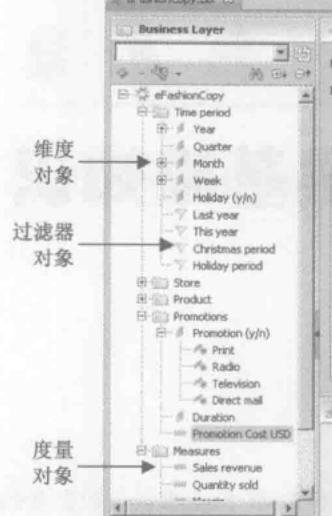 Business Layer
eFashionCopy
Time period
Year
Quarter
维度
对象
Month
Week
Holiday (y/n)
Last year
This year
过滤器
对象
Christmas period
Holiday period
Store
Product
Promotions
Promotion (y/n)
Print
Radio
Television
Direct mail
Duration
Promotion Cost USD
Measures
度量
对象
Sales revenue
Quantity sold